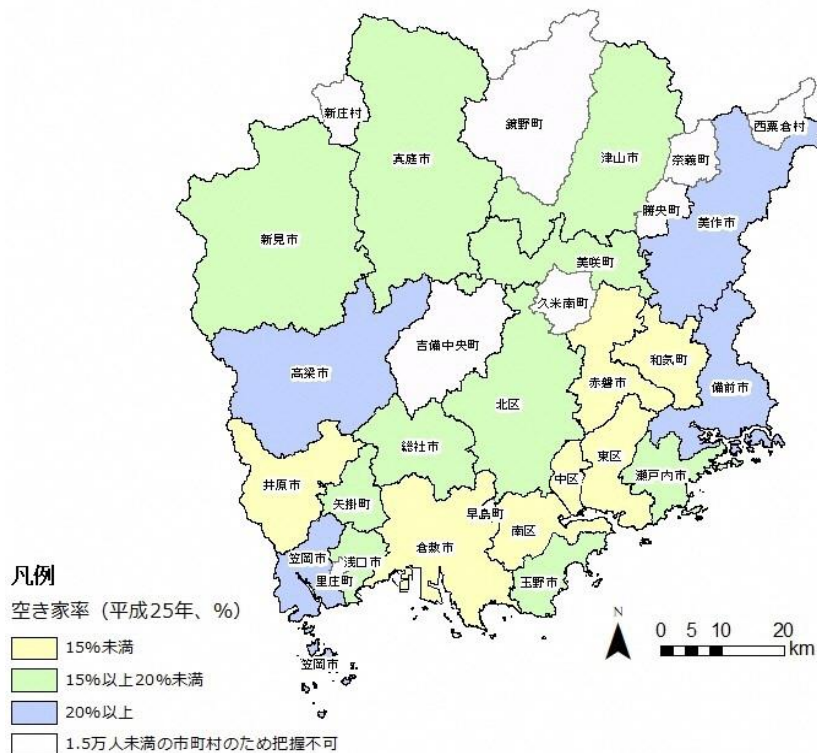 新庄村
鏡野町
西粟倉村
真庭市
津山市
奈義町
勝央町
美作市
新見市
美咲町
久米南町
吉備中央町
和気町
高梁市
赤磐市
備前市
北区
総社市
東区
中区
瀬戸内市
井原市
矢掛町
早島町
南区
倉敷市
笠岡市
浅口市
里庄町
玉野市
笠岡市
凡例
空き家率（平成25年、%）
15%未満
15%以上20%未満
20%以上
1.5万人未満の市町村のため把握不可
N
0 5 10 20
km